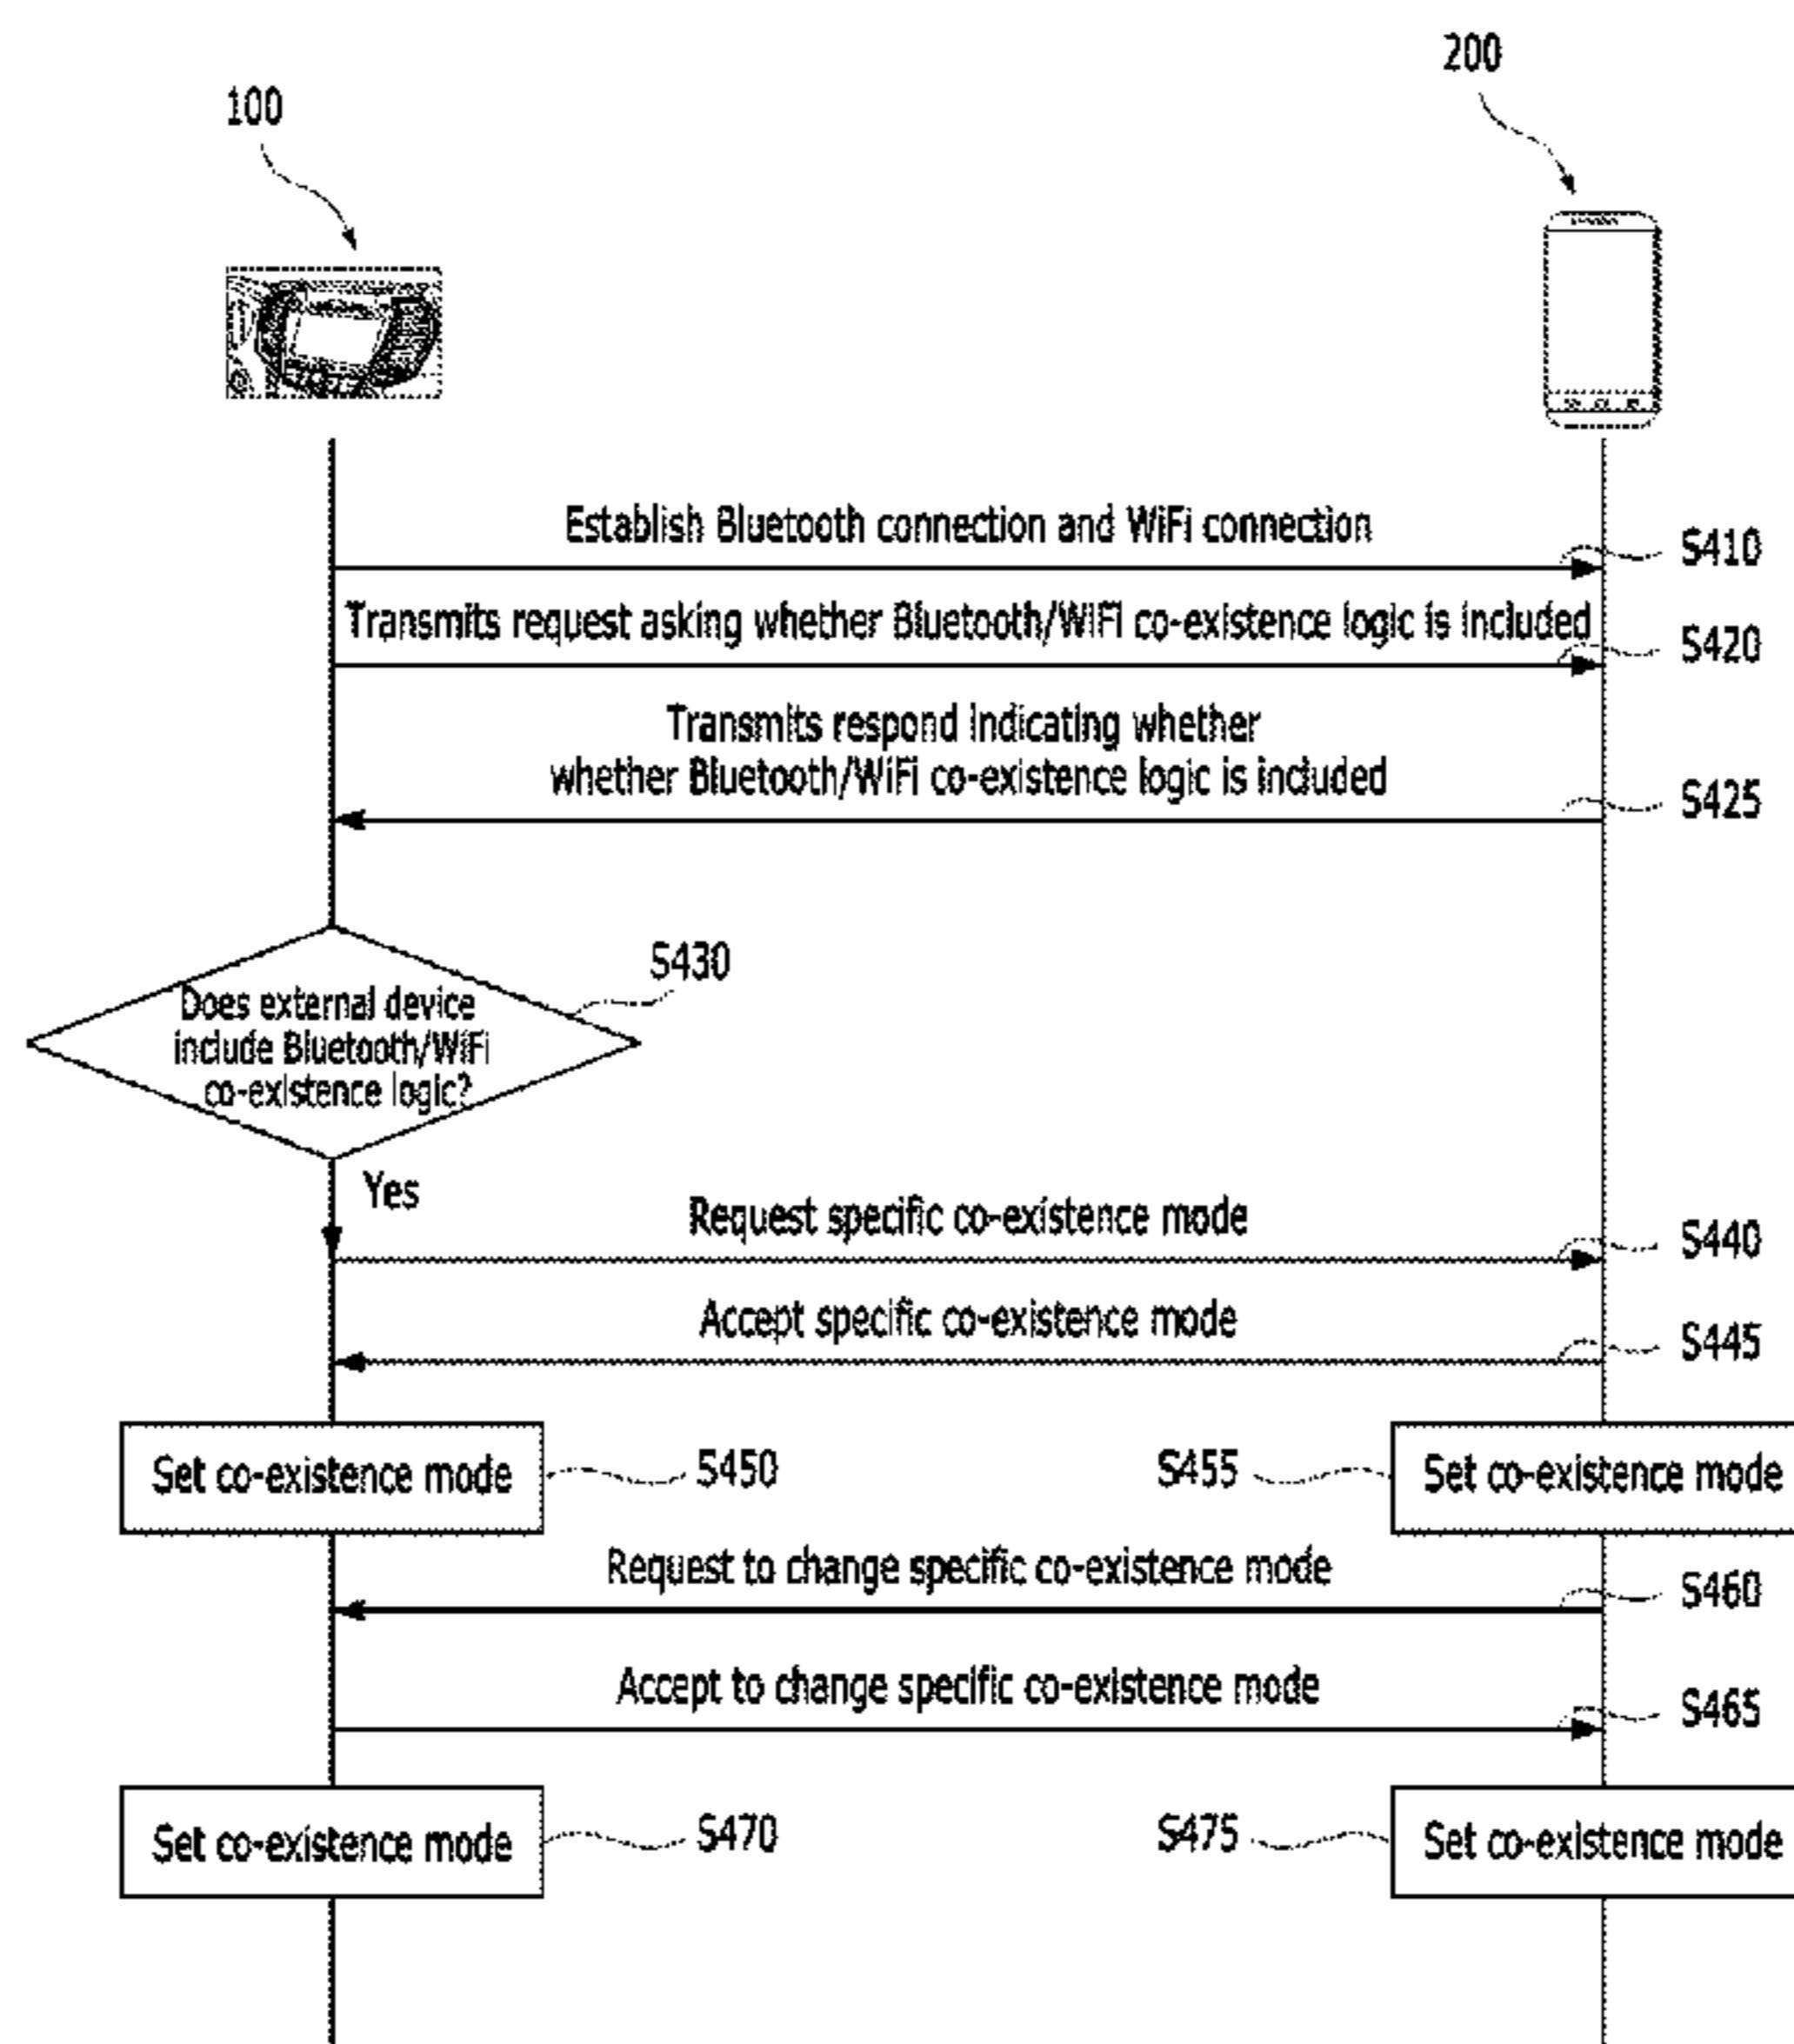 200
100
Establish Bluetooth connection and WiFi connection
S410
Transmits request asking whether Bluetooth/WiFi co-existence logic is included
S420
Transmits respond indicating whether
whether Bluetooth/WiFi co-existence logic is included
S425
S430
Does external device
include Bluetooth/WiFi
co-existence logic?
Yes
Request specific co-existence mode
S440
Accept specific co-existence mode
S445
Set co-existence mode
S450
S455
Set co-existence mode
Request to change specific co-existence mode
S460
Accept to change specific co-existence mode
S465
Set co-existence mode
S470
S475
Set co-existence mode